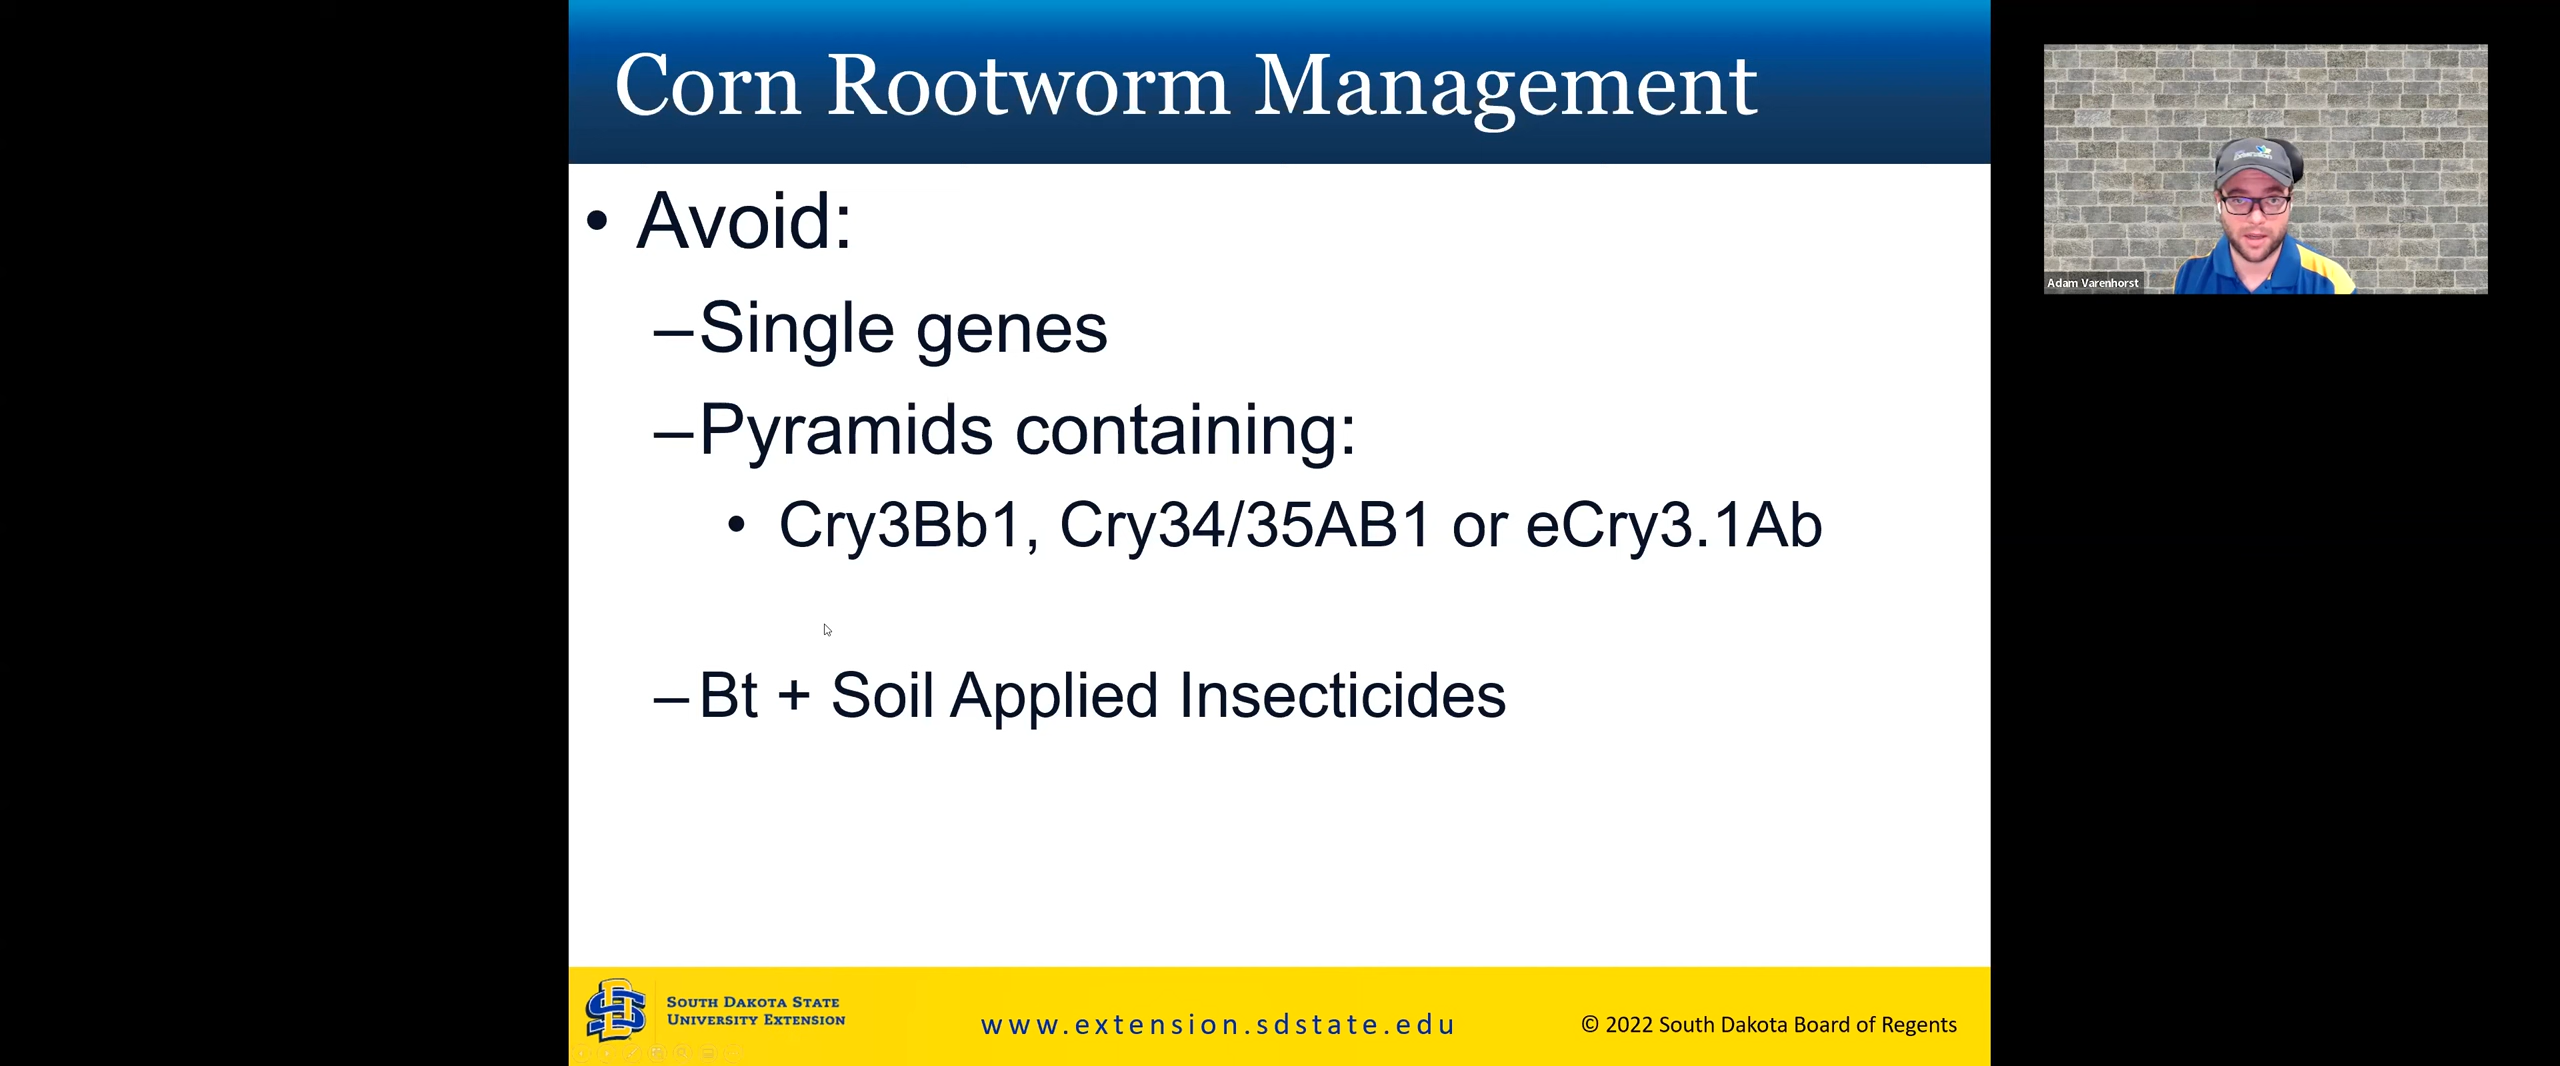 Corn Rootworm Management
• Avoid:
–Single genes
–Pyramids containing:
• Cry3Bb1, Cry34/35AB1 or eCry3.1Ab
–Bt + Soil Applied Insecticides
SOUTH DAKOTA STATE
UNIVERSITY EXTENSION
www.extension.sdstate.edu
© 2022 South Dakota Board of Regents
Adam Varenhorst